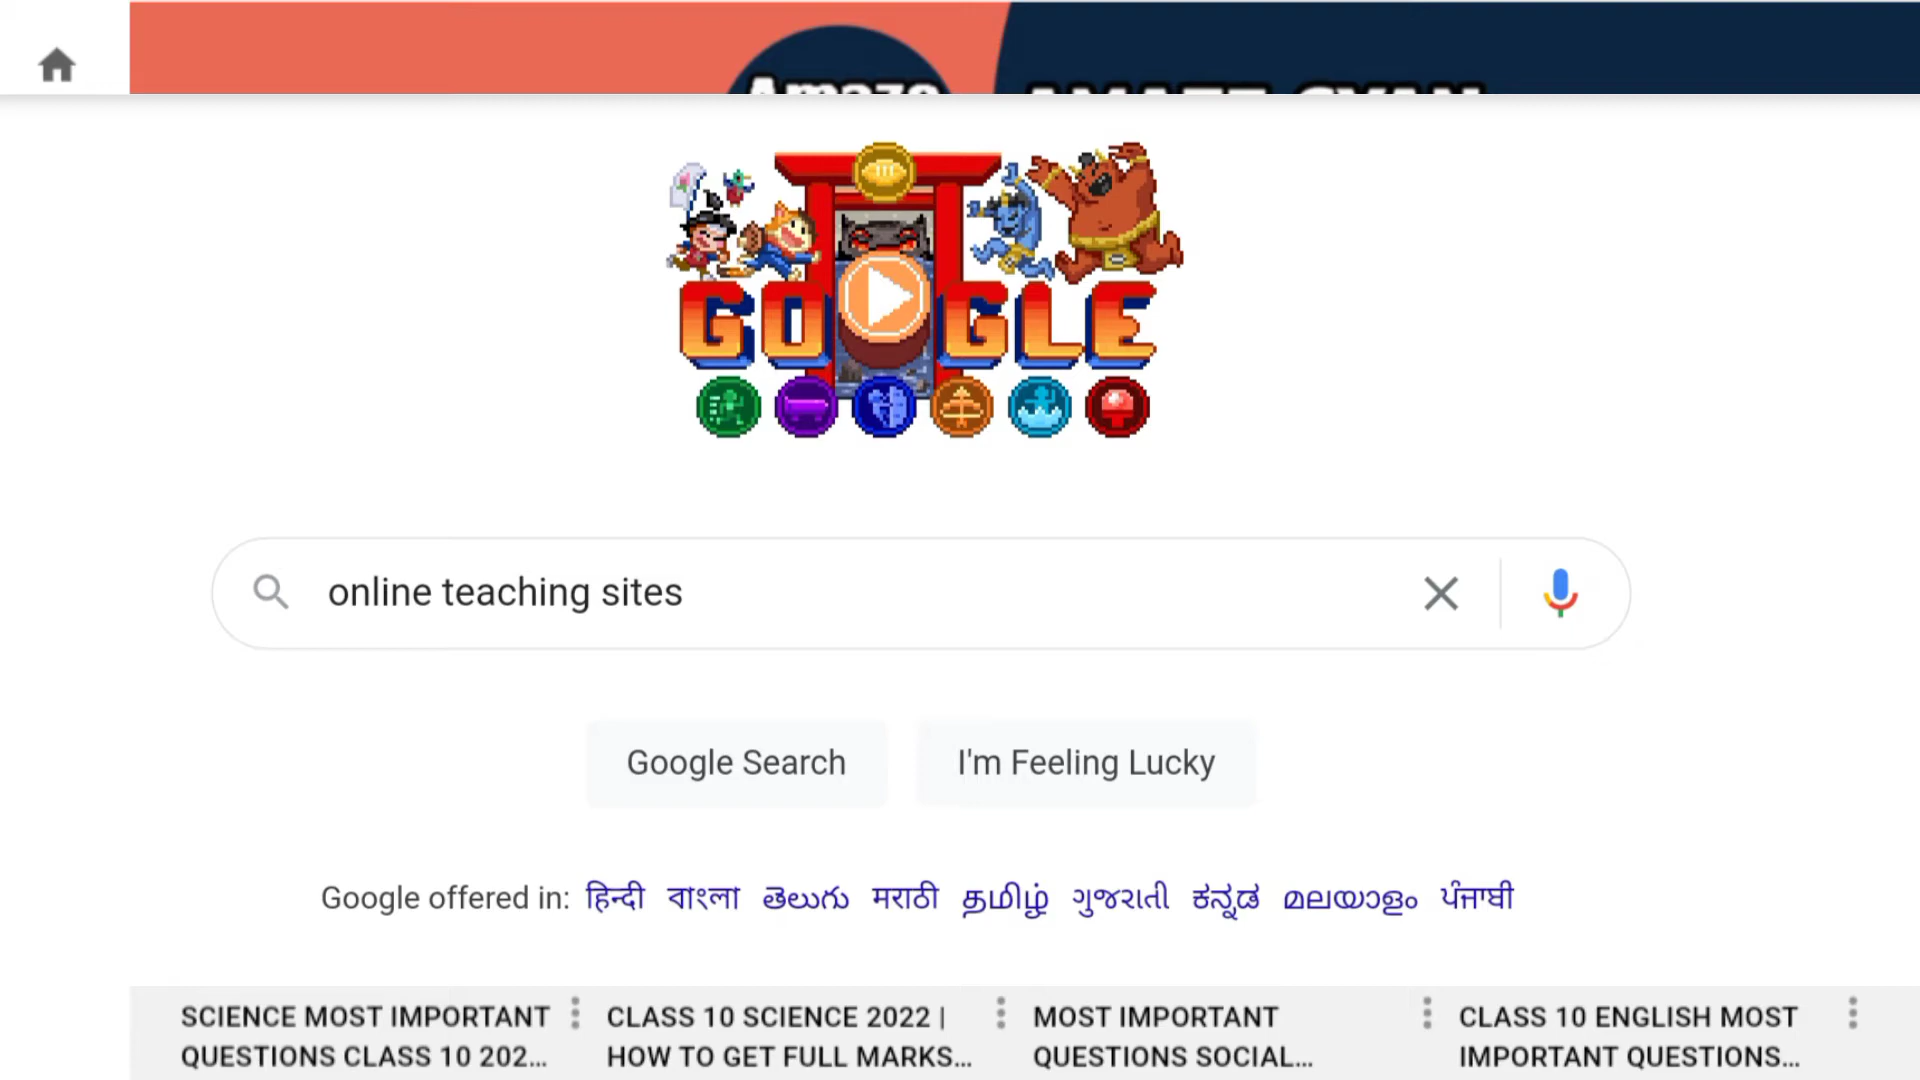 GOOGLE
online teaching sites
Google Search
I'm Feeling Lucky
Google offered in: हिन्दी বাংলা తెలుగు मराठी தமிழ் ગુજરાતી ಕನ್ನಡ മലയാളം ਪੰਜਾਬੀ
SCIENCE MOST IMPORTANT
QUESTIONS CLASS 10 202...
CLASS 10 SCIENCE 2022 |
HOW TO GET FULL MARKS...
MOST IMPORTANT
QUESTIONS SOCIAL...
CLASS 10 ENGLISH MOST
IMPORTANT QUESTIONS...